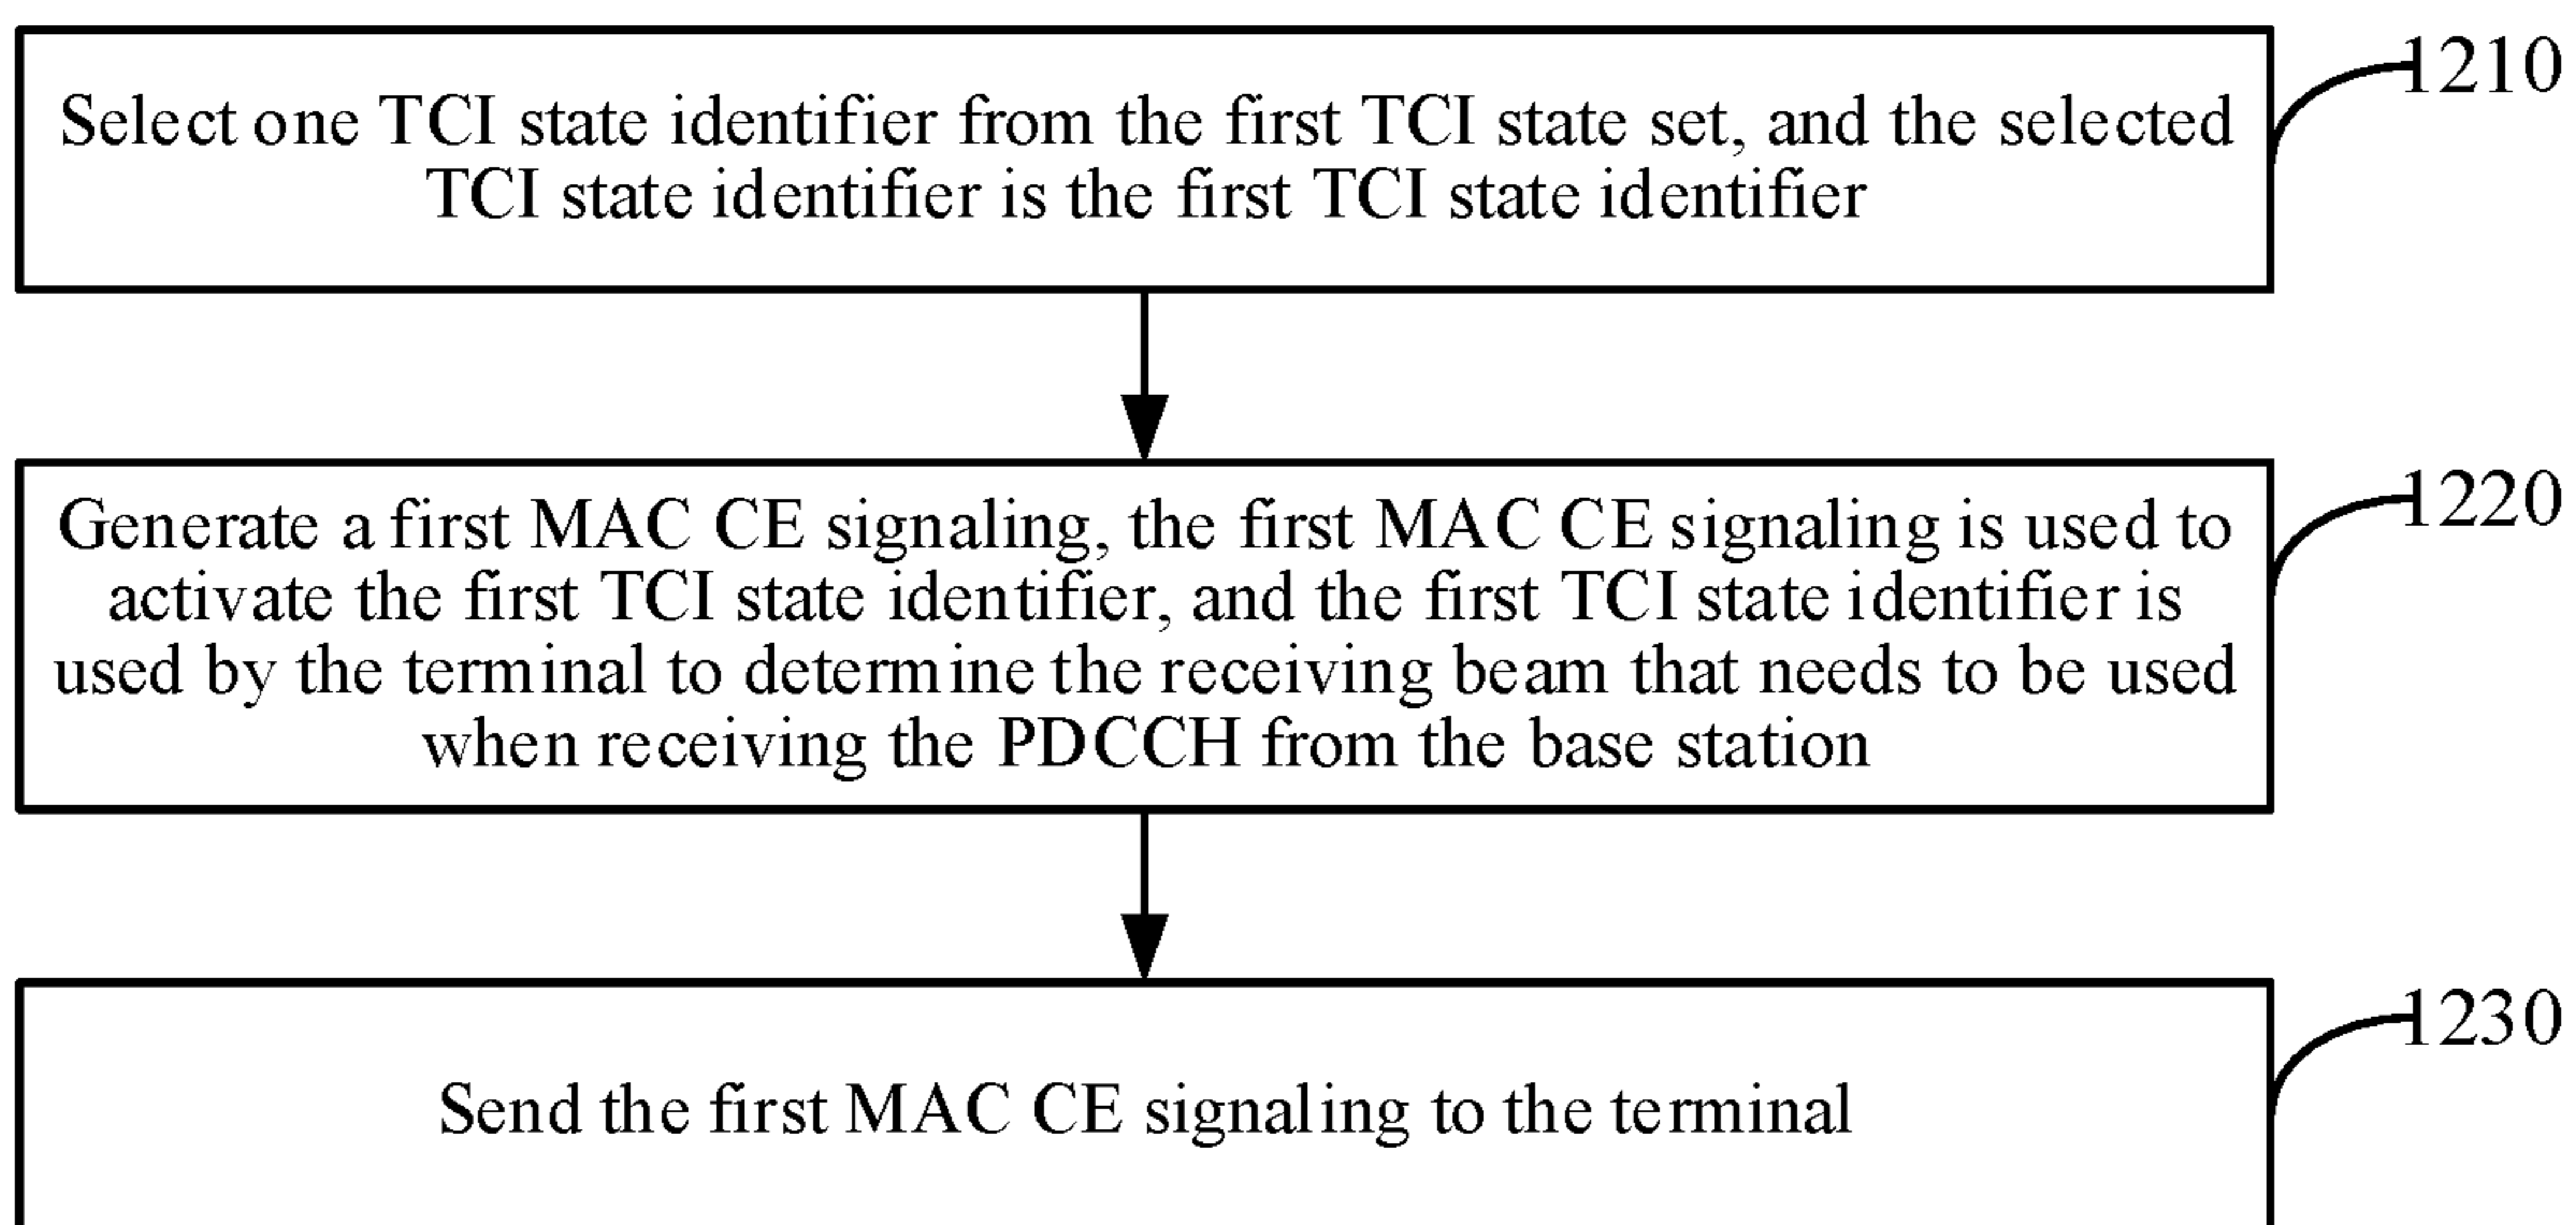 Select one TCI state identifier from the first TCI state set, and the selected
TCI state identifier is the first TCI state identifier
1210
Generate a first MAC CE signaling, the first MAC CE signaling is used to
activate the first TCI state identifier, and the first TCI state identifier is
used by the terminal to determine the receiving beam that needs to be used
when receiving the PDCCH from the base station
1220
Send the first MAC CE signaling to the terminal
1230